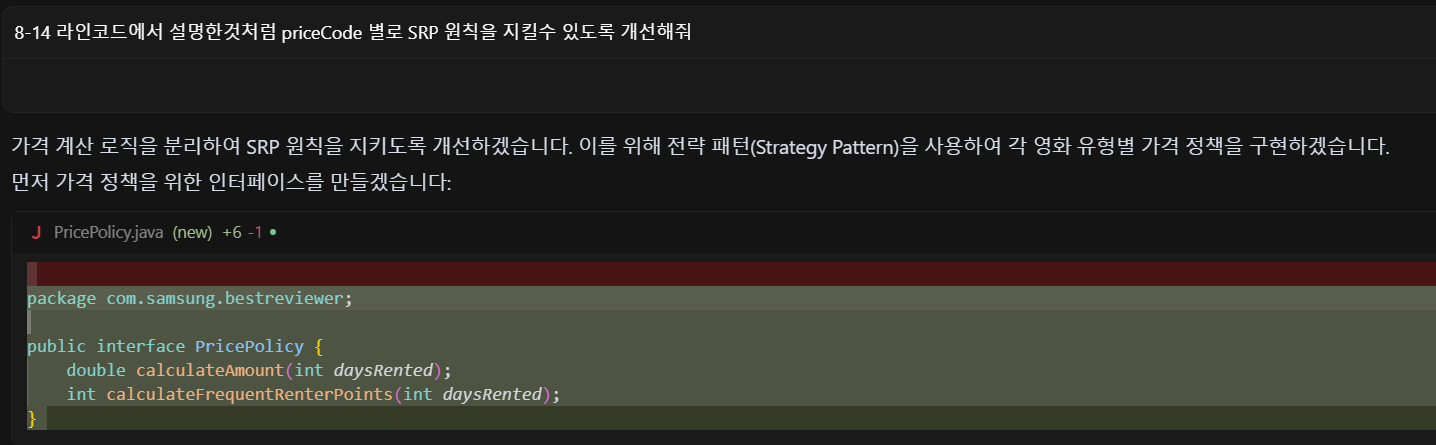 8-14 라인코드에서 설명한것처럼 priceCode 별로 SRP 원칙을 지킬수 있도록 개선해줘
가격 계산 로직을 분리하여 SRP 원칙을 지키도록 개선하겠습니다. 이를 위해 전략 패턴(Strategy Pattern)을 사용하여 각 영화 유형별 가격 정책을 구현하겠습니다.
먼저 가격 정책을 위한 인터페이스를 만들겠습니다:
J PricePolicy.java (new) +6 -1
package com.samsung.bestreviewer;
public interface PricePolicy {
    double calculateAmount(int daysRented);
    int calculateFrequentRenterPoints(int daysRented);
}